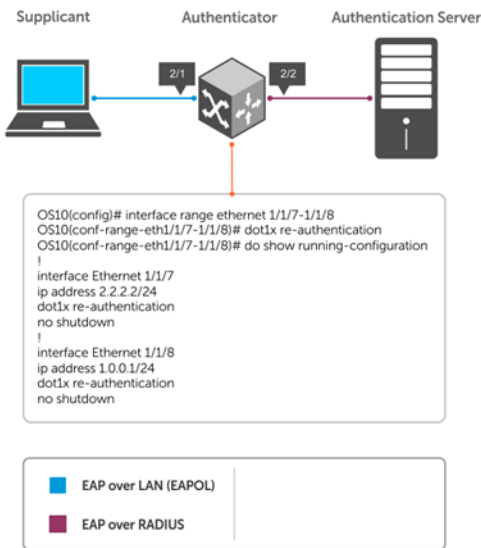 Supplicant
Authenticator
Authentication Server
2/1
2/2
OS10(config)# interface range ethernet 1/1/7-1/1/8
OS10(conf-range-eth1/1/7-1/1/8)# dot1x re-authentication
OS10(conf-range-eth1/1/7-1/1/8)# do show running-configuration
!
interface Ethernet 1/1/7
ip address 2.2.2.2/24
dot1x re-authentication
no shutdown
!
interface Ethernet 1/1/8
ip address 1.0.0.1/24
dot1x re-authentication
no shutdown
EAP over LAN (EAPOL)
EAP over RADIUS